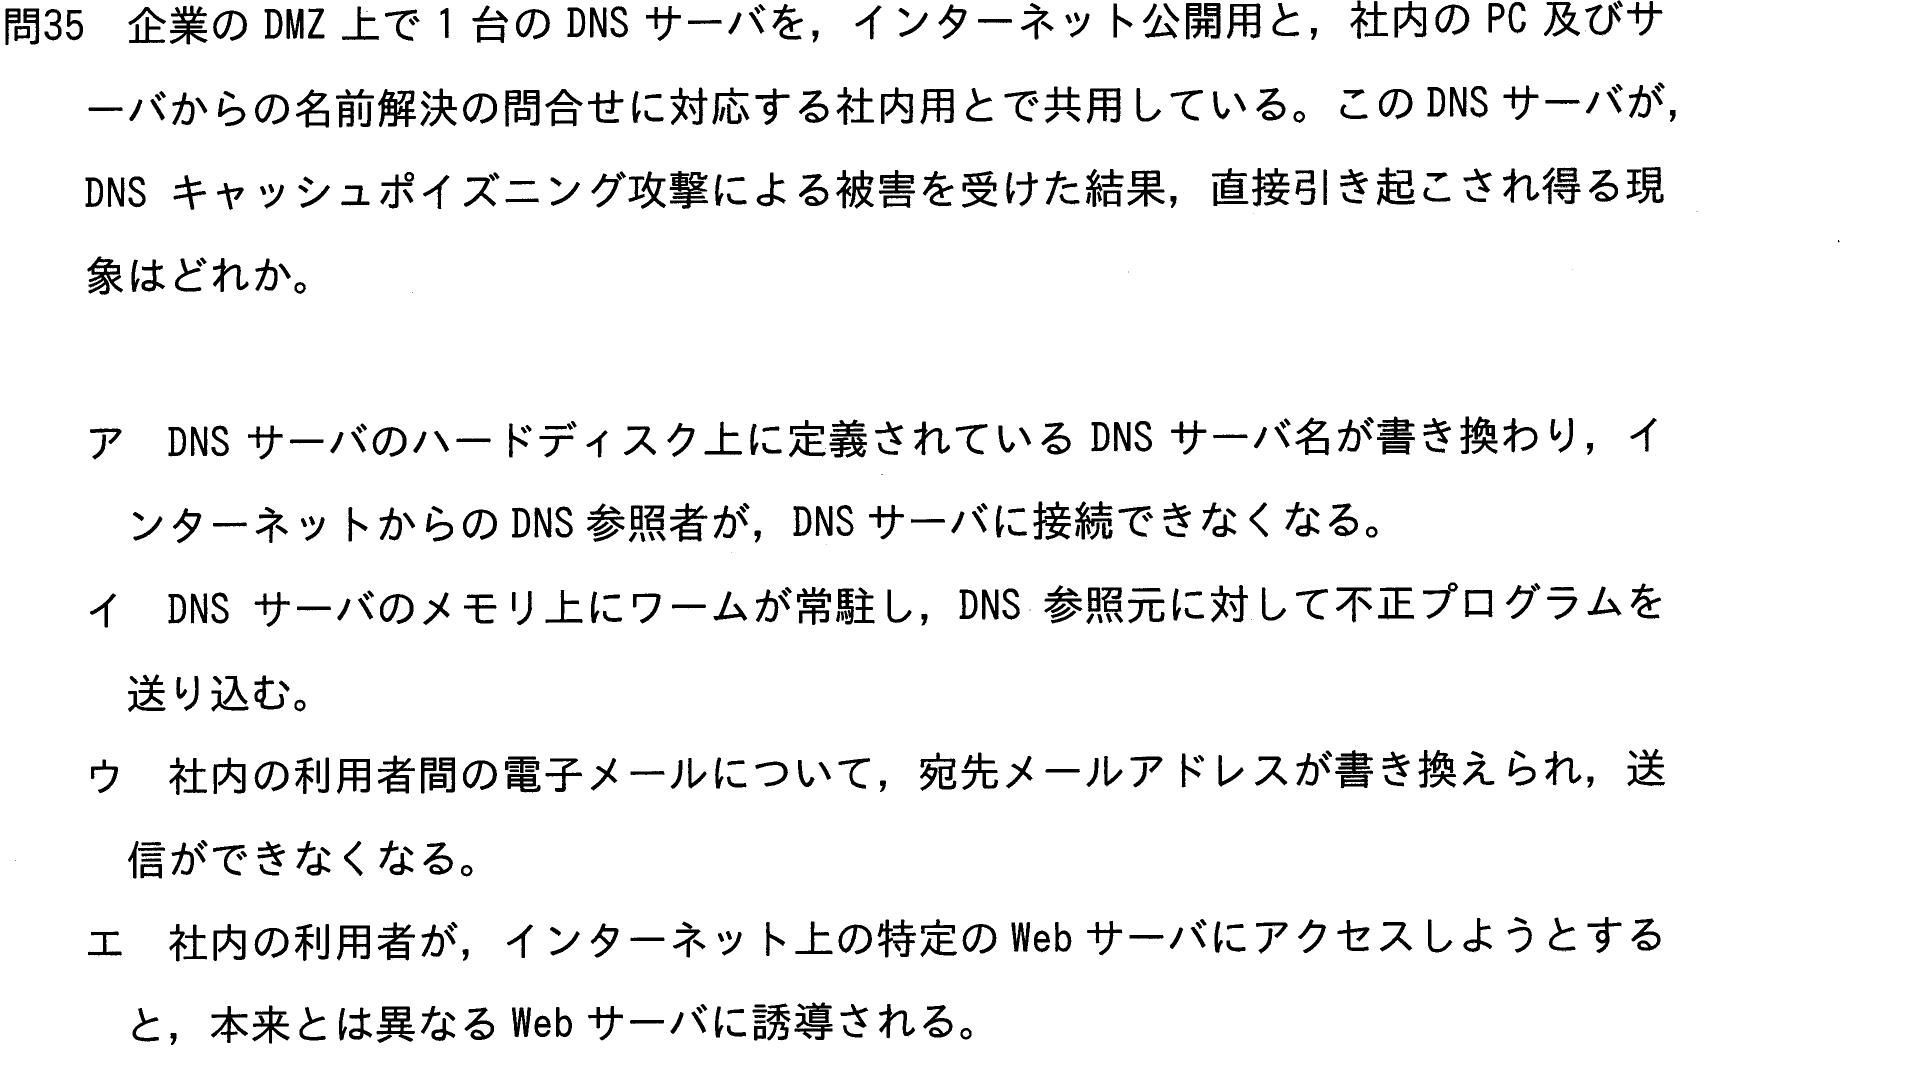 問35　企業の DMZ 上で 1 台の DNS サーバを，インターネット公開用と，社内の PC 及びサ
ーバからの名前解決の問合せに対応する社内用とで共用している。この DNS サーバが，
DNS キャッシュポイズニング攻撃による被害を受けた結果，直接引き起こされ得る現
象はどれか。
ア　DNS サーバのハードディスク上に定義されている DNS サーバ名が書き換わり，イ
ンターネットからの DNS 参照者が，DNS サーバに接続できなくなる。
イ　DNS サーバのメモリ上にワームが常駐し，DNS 参照元に対して不正プログラムを
送り込む。
ウ　社内の利用者間の電子メールについて，宛先メールアドレスが書き換えられ，送
信ができなくなる。
エ　社内の利用者が，インターネット上の特定の Web サーバにアクセスしようとする
と，本来とは異なる Web サーバに誘導される。